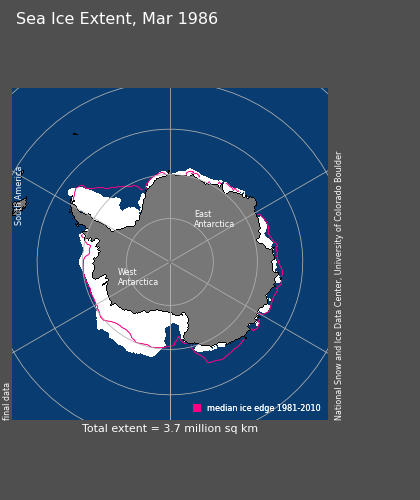 Sea Ice Extent, Mar 1986
South America
East
Antarctica
West
Antarctica
National Snow and Ice Data Center, University of Colorado Boulder
final data
median ice edge 1981-2010
Total extent = 3.7 million sq km